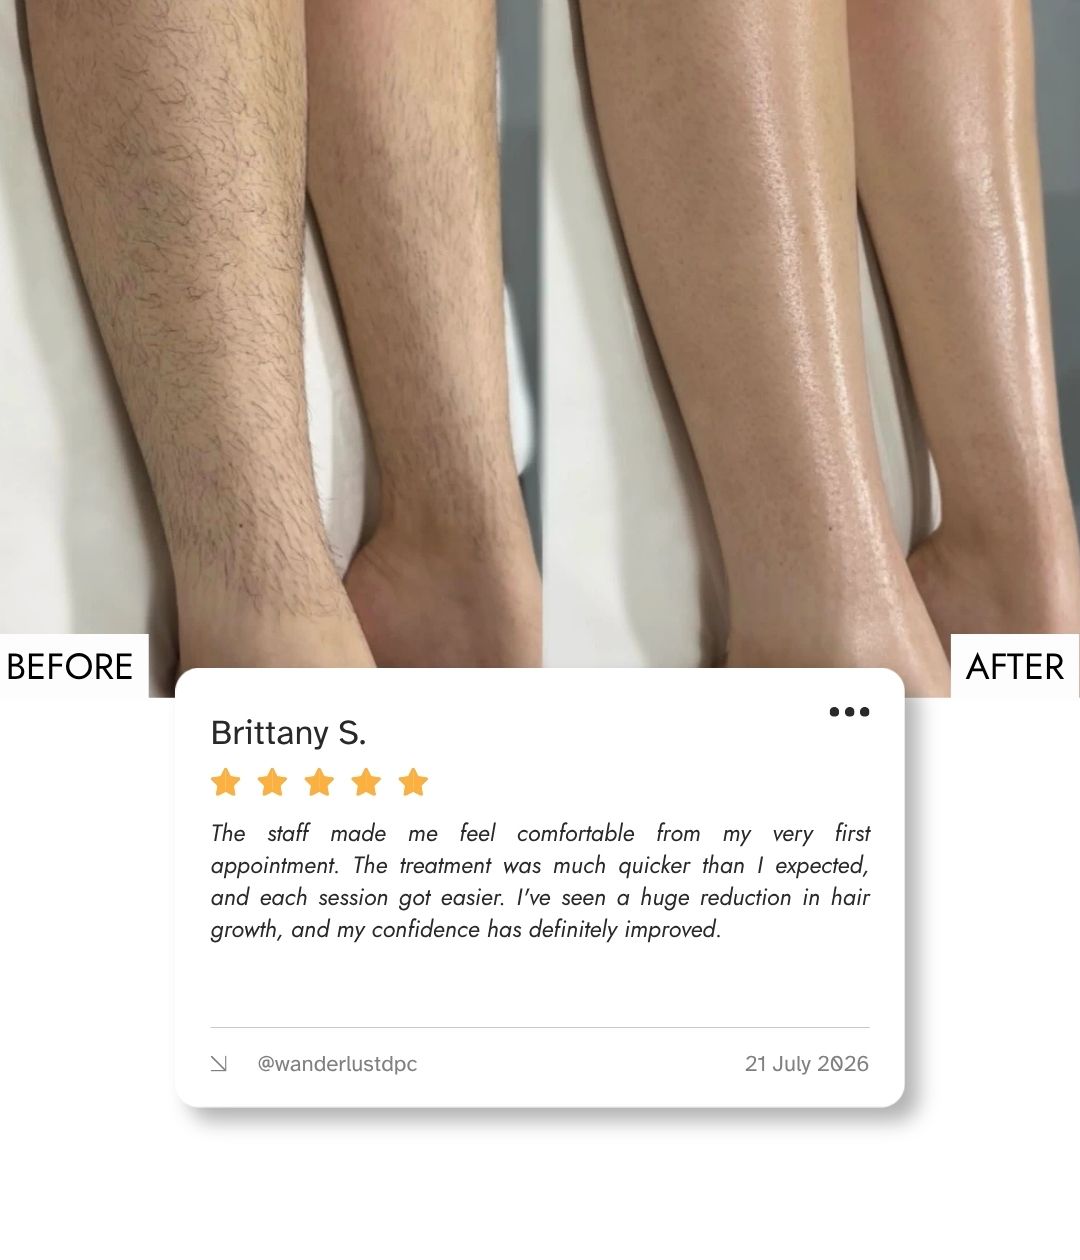 BEFORE
AFTER
Brittany S.
The staff made me feel comfortable from my very first
appointment. The treatment was much quicker than I expected,
and each session got easier. I've seen a huge reduction in hair
growth, and my confidence has definitely improved.
@wanderlustdpc
21 July 2026